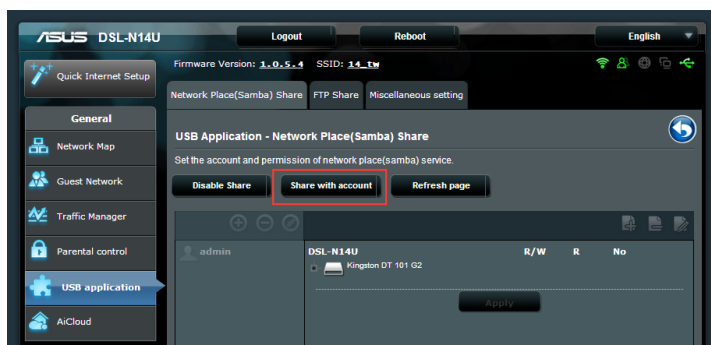 ASUS DSL-N14U Logout Reboot English
Quick Internet Setup
Firmware Version: 1.0.5.4 SSID: 14_tw
Network Place(Samba) Share FTP Share Miscellaneous setting
General
Network Map
Guest Network
Traffic Manager
Parental control
USB application
AiCloud
USB Application - Network Place(Samba) Share
Set the account and permission of network place(samba) service.
Disable Share Share with account Refresh page
admin
DSL-N14U R/W R No
Kingston DT 101 G2
Apply